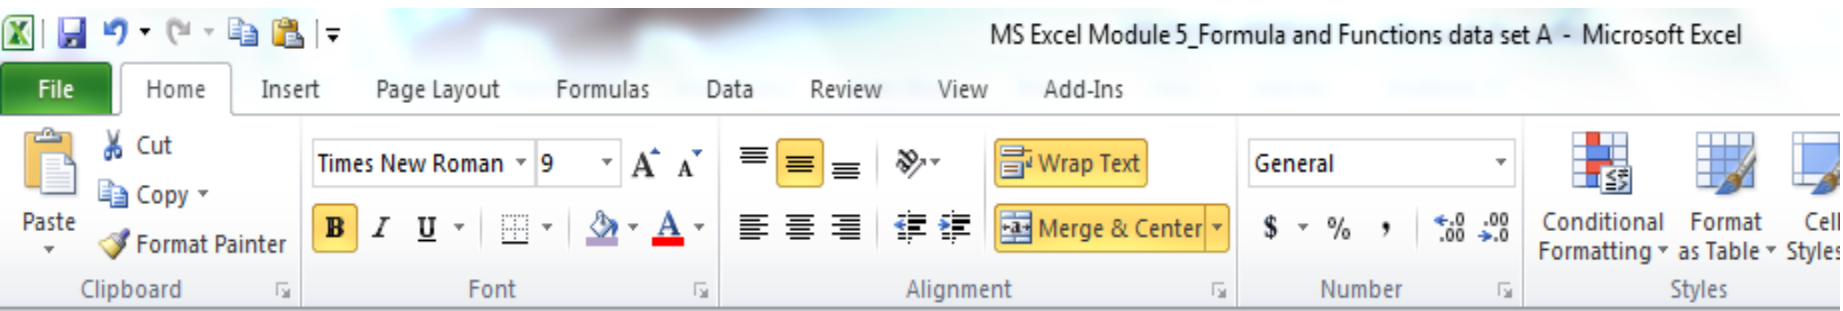 MS Excel Module 5_Formula and Functions data set A - Microsoft Excel
File Home Insert Page Layout Formulas Data Review View Add-Ins
Cut
Copy
Format Painter
Paste
Clipboard
Times New Roman 9
B I U
Font
Wrap Text
Merge & Center
Alignment
General
$ % ,
Number
Conditional
Formatting
Format
as Table
Cell
Styles
Styles